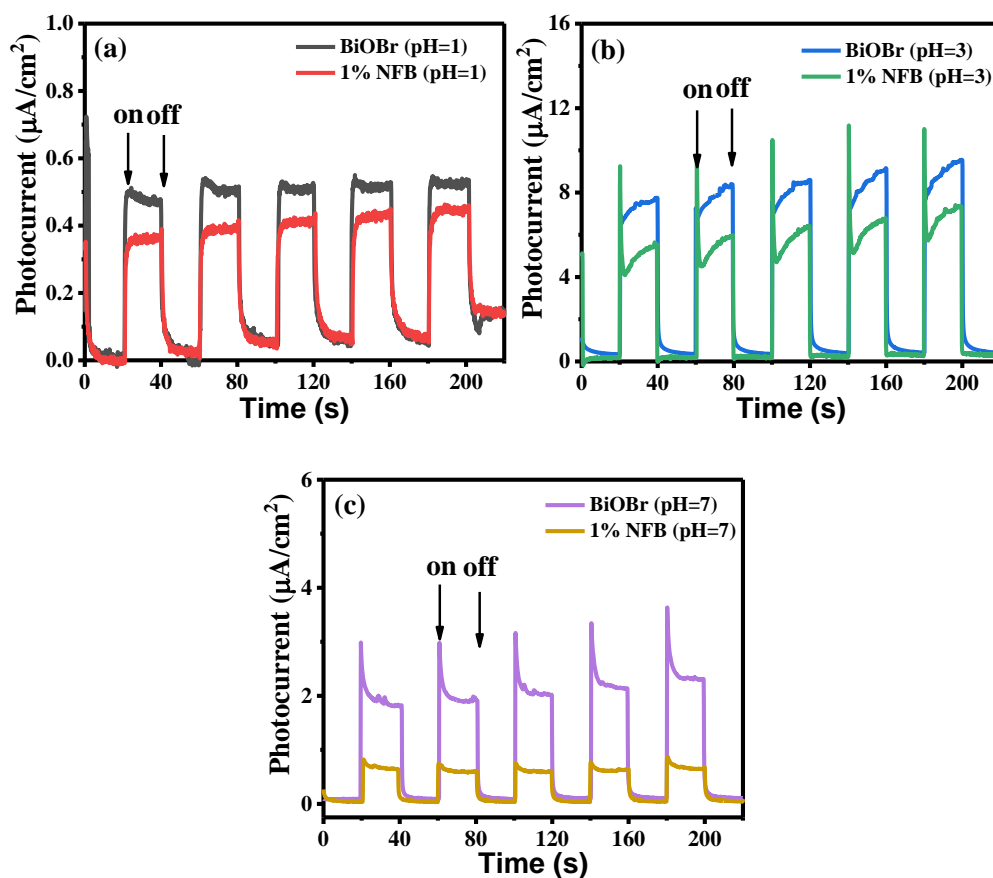 (a)
BiOBr (pH=1)
1% NFB (pH=1)
on off
Photocurrent (μA/cm²)
1.0
0.8
0.6
0.4
0.2
0.0
0 40 80 120 160 200
Time (s)
(b)
BiOBr (pH=3)
1% NFB (pH=3)
on off
Photocurrent (μA/cm²)
16
12
8
4
0
0 40 80 120 160 200
Time (s)
(c)
BiOBr (pH=7)
1% NFB (pH=7)
on off
Photocurrent (μA/cm²)
6
4
2
0
0 40 80 120 160 200
Time (s)